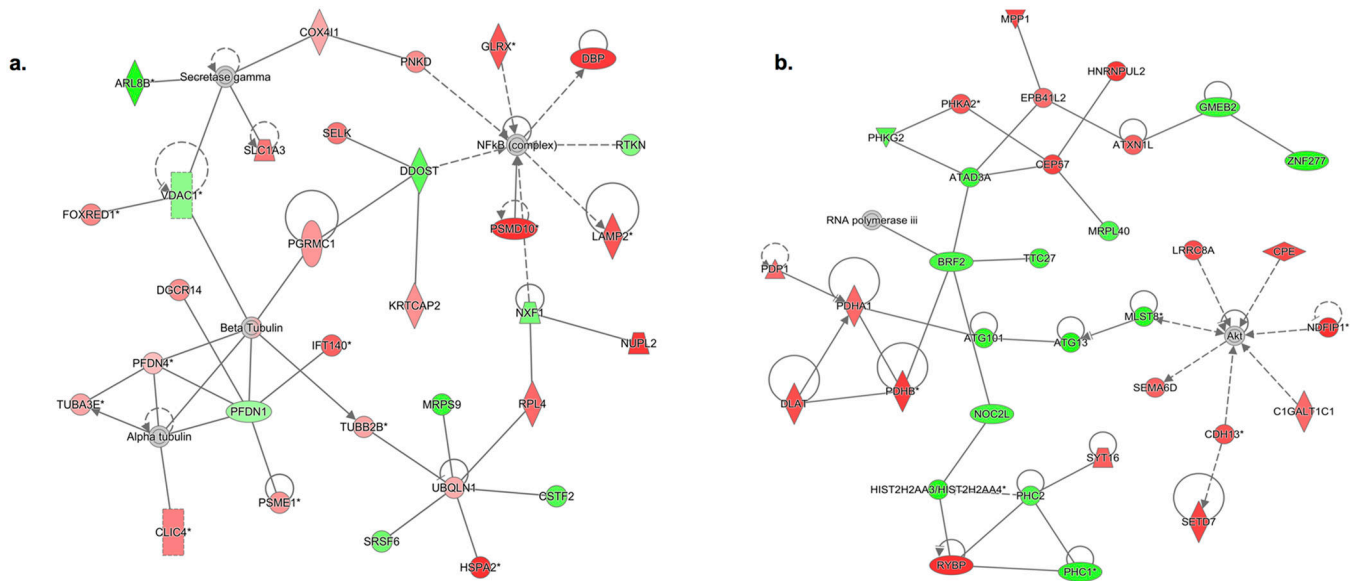 a.
COX4I1
GLRX*
DBP
PNKD
Secretase gamma
ARL8B*
SLC1A3
SELK
NFkB (complex)
RTKN
DDOST
VDAC1*
FOXRED1*
PGRMC1
PSMD10*
LAMP2*
DGCR14
KRTCAP2
NXF1
Beta Tubulin
IFT140*
NUPL2
PFDN4*
TUBA3E*
PFDN1
MRPS9
RPL4
Alpha tubulin
TUBB2B*
UBQLN1
CSTF2
PSME1*
CLIC4*
SRSF6
HSPA2*
b.
MPP1
HNRNPUL2
PHKA2*
EPB41L2
GMEB2
PHKG2
ATXN1L
ZNF277
CEP57
ATAD3A
RNA polymerase iii
MRPL40
BRF2
TTC27
LRRC8A
CPE
PDP1
PDHA1
MLST8*
NDFIP1*
ATG101
ATG13
Akt
SEMA6D
DLAT
PDHB*
C1GALT1C1
NOC2L
CDH13*
SYT16
HIST2H2AA3/HIST2H2AA4*
PHC2
SETD7
RYBP
PHC1*